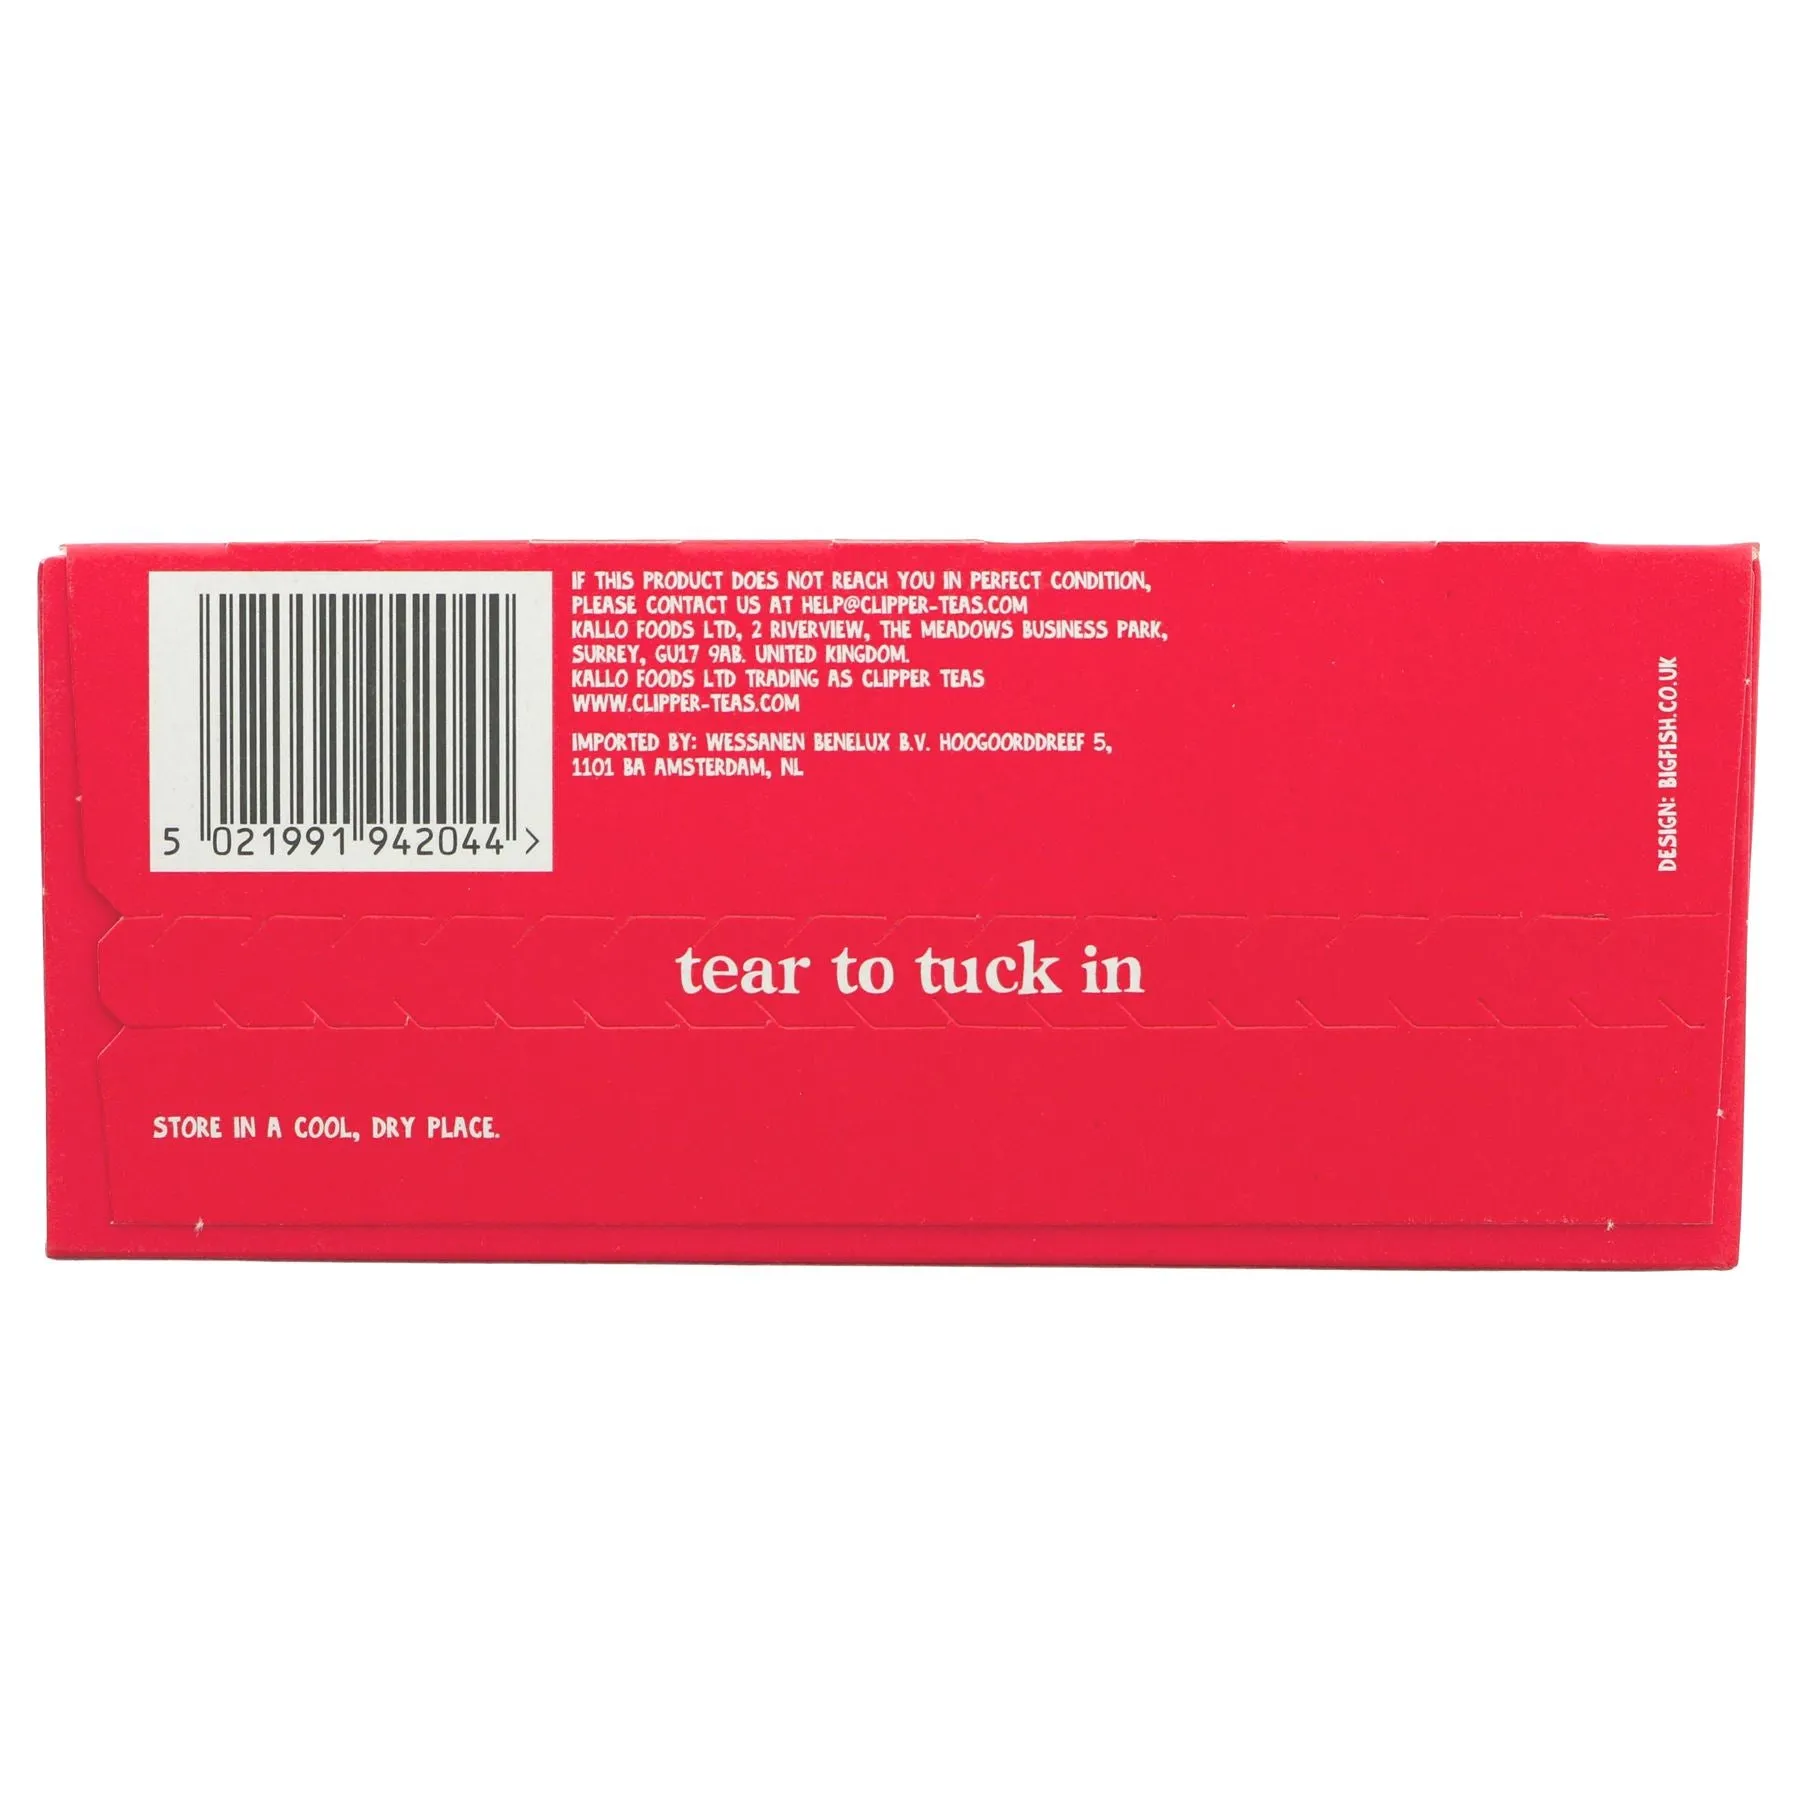 IF THIS PRODUCT DOES NOT REACH YOU IN PERFECT CONDITION,
PLEASE CONTACT US AT HELP@CLIPPER-TEAS.COM
KALLO FOODS LTD, 2 RIVERVIEW, THE MEADOWS BUSINESS PARK,
SURREY, GU17 9AB. UNITED KINGDOM.
KALLO FOODS LTD TRADING AS CLIPPER TEAS
WWW.CLIPPER-TEAS.COM
IMPORTED BY: WESSANEN BENELUX B.V. HOOGOORDDREEF 5,
1101 BA AMSTERDAM, NL
5 021991 942044 >
DESIGN: BIGFISH.CO.UK
tear to tuck in
STORE IN A COOL, DRY PLACE.